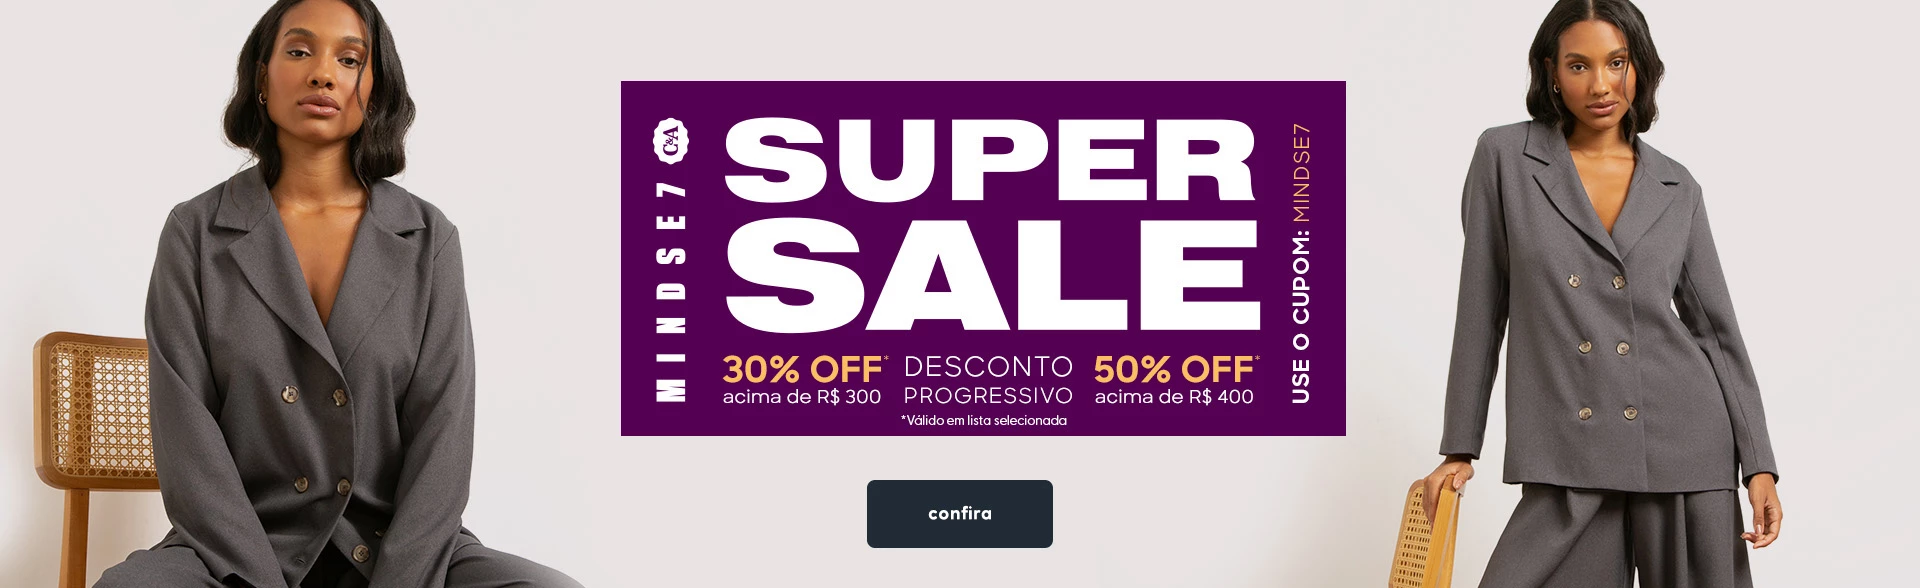 MINDSE7 C&A
SUPER
SALE
30% OFF*
acima de R$ 300
DESCONTO
PROGRESSIVO
50% OFF*
acima de R$ 400
*Válido em lista selecionada
USE O CUPOM: MINDSE7
confira